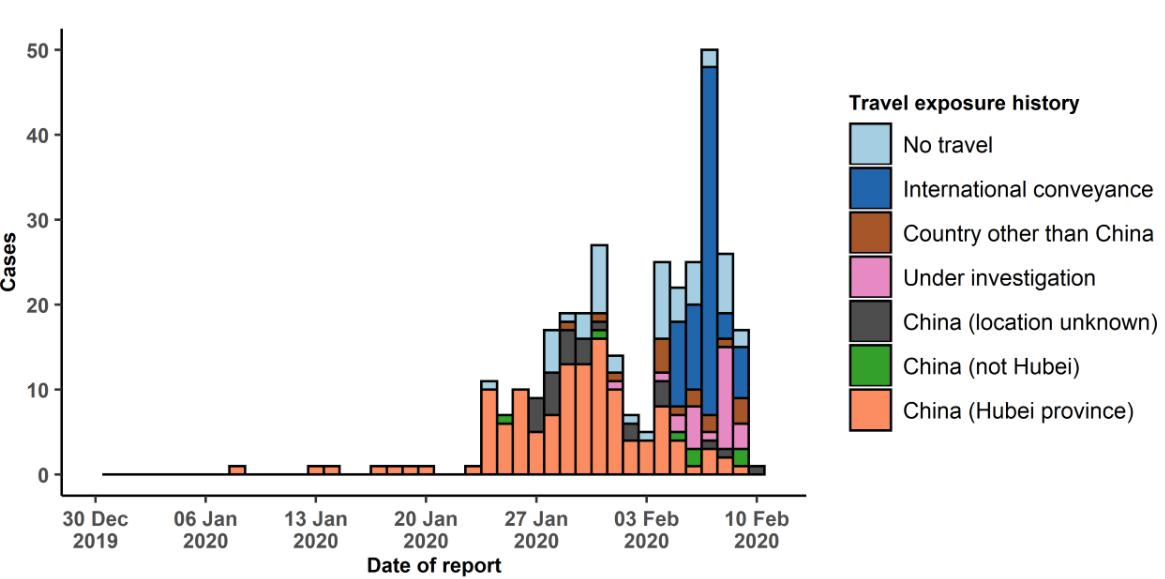 50
40
30
20
10
0
Cases
30 Dec 2019
06 Jan 2020
13 Jan 2020
20 Jan 2020
27 Jan 2020
03 Feb 2020
10 Feb 2020
Date of report
Travel exposure history
No travel
International conveyance
Country other than China
Under investigation
China (location unknown)
China (not Hubei)
China (Hubei province)